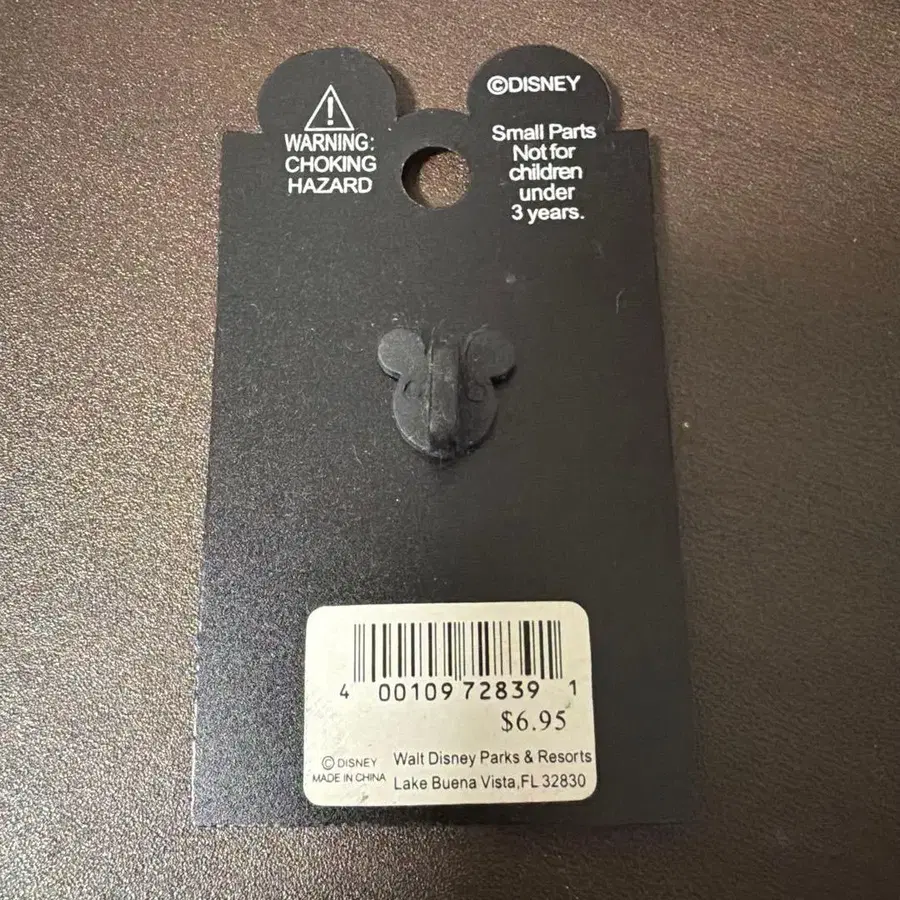 WARNING:
CHOKING
HAZARD
©DISNEY
Small Parts
Not for
children
under
3 years.
4 00109 72839 1
$6.95
© DISNEY
MADE IN CHINA
Walt Disney Parks & Resorts
Lake Buena Vista,FL 32830